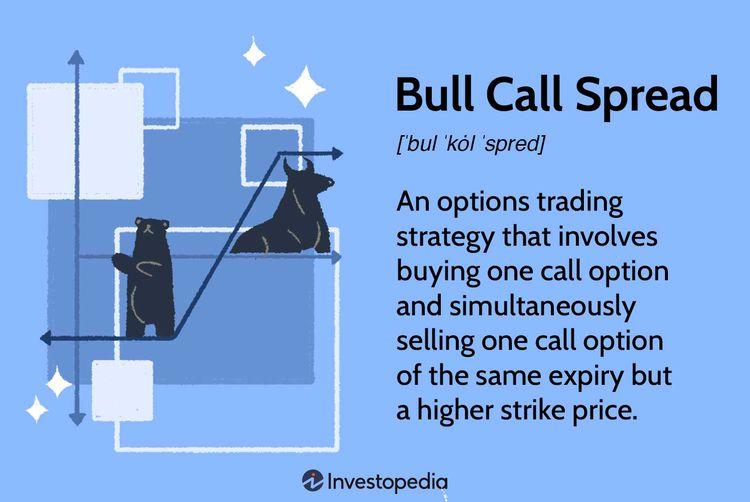 Bull Call Spread
[ˈbul ˈkȯl ˈspred]
An options trading
strategy that involves
buying one call option
and simultaneously
selling one call option
of the same expiry but
a higher strike price.
Investopedia